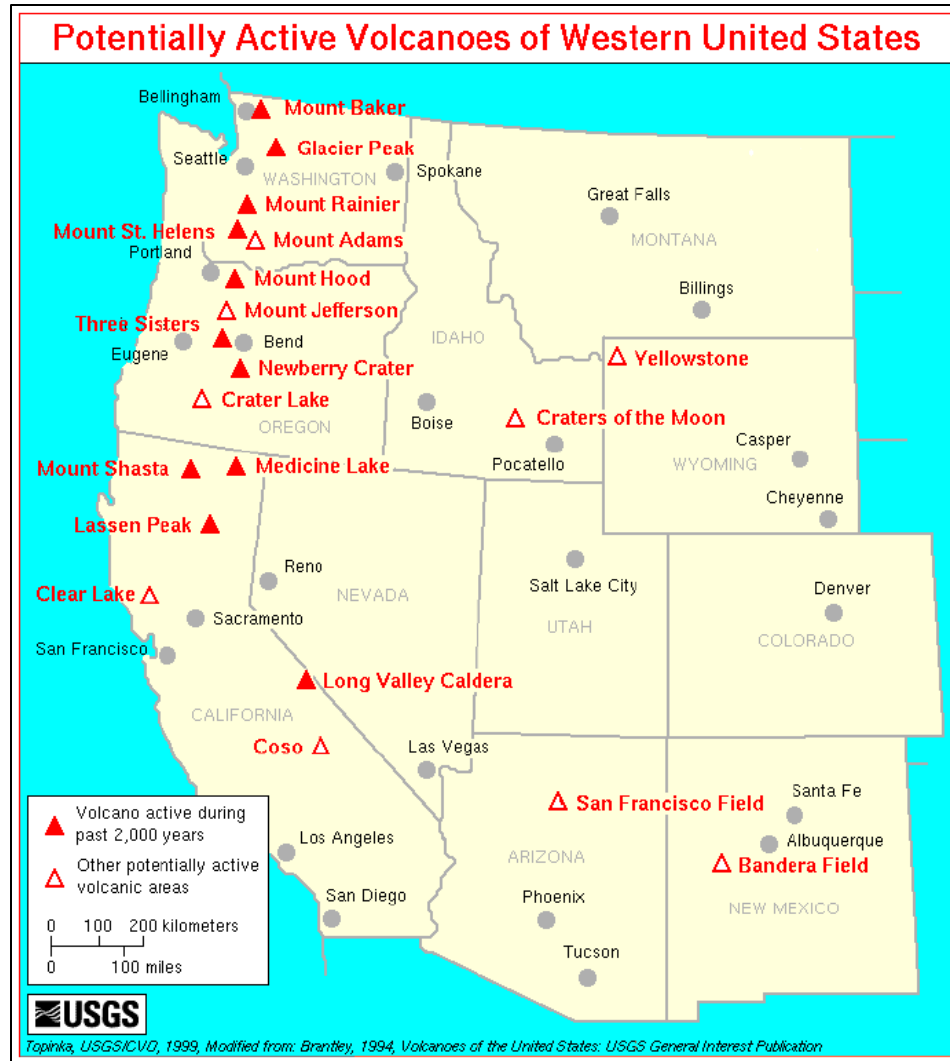 Potentially Active Volcanoes of Western United States
Bellingham
Mount Baker
Glacier Peak
Seattle
WASHINGTON
Spokane
Great Falls
Mount Rainier
Mount St. Helens
Mount Adams
MONTANA
Portland
Mount Hood
Billings
Mount Jefferson
Three Sisters
IDAHO
Eugene
Bend
Yellowstone
Newberry Crater
Crater Lake
Boise
Craters of the Moon
OREGON
Casper
Mount Shasta
Medicine Lake
Pocatello
WYOMING
Cheyenne
Lassen Peak
Reno
Salt Lake City
Denver
Clear Lake
NEVADA
Sacramento
UTAH
COLORADO
San Francisco
Long Valley Caldera
CALIFORNIA
Coso
Las Vegas
San Francisco Field
Santa Fe
Volcano active during
past 2,000 years
Los Angeles
Albuquerque
ARIZONA
Bandera Field
Other potentially active
volcanic areas
San Diego
Phoenix
NEW MEXICO
0 100 200 kilometers
Tucson
0 100 miles
USGS
Topinka, USGS/CVO, 1999, Modified from: Brantley, 1994, Volcanoes of the United States: USGS General Interest Publication